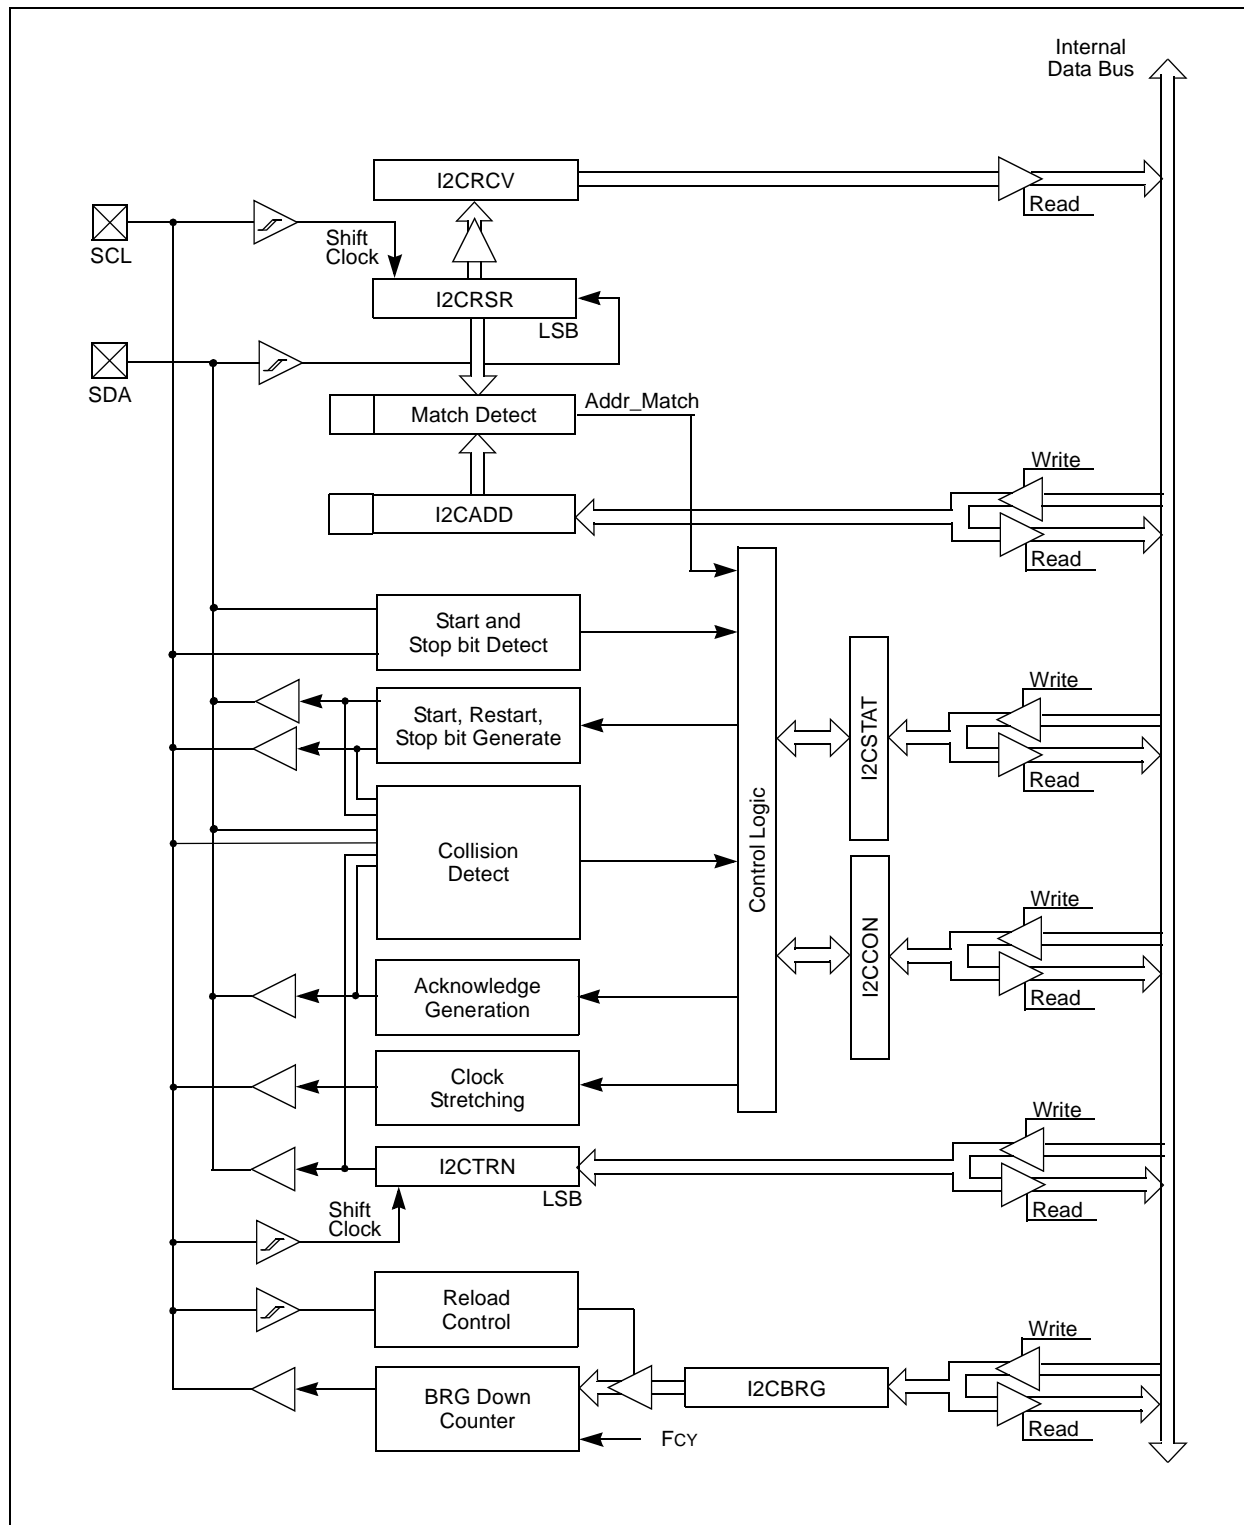 Internal
Data Bus
I2CRCV
Read
SCL
Shift
Clock
I2CRSR
LSB
SDA
Match Detect
Addr_Match
Write
I2CADD
Read
Start and
Stop bit Detect
Start, Restart,
Stop bit Generate
Write
I2CSTAT
Read
Collision
Detect
Control Logic
Write
I2CCON
Read
Acknowledge
Generation
Clock
Stretching
Write
I2CTRN
LSB
Read
Shift
Clock
Reload
Control
Write
I2CBRG
Read
BRG Down
Counter
FCY